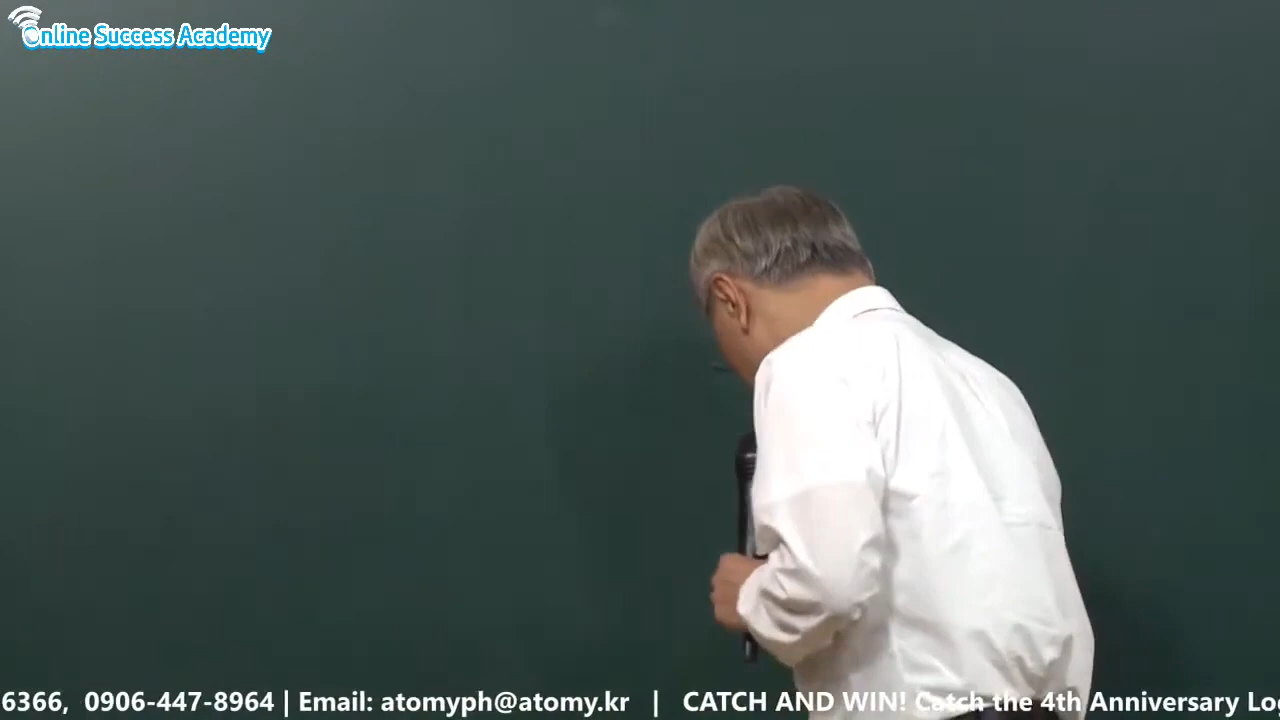 Online Success Academy
6366, 0906-447-8964 | Email: atomyph@atomy.kr | CATCH AND WIN! Catch the 4th Anniversary Lo